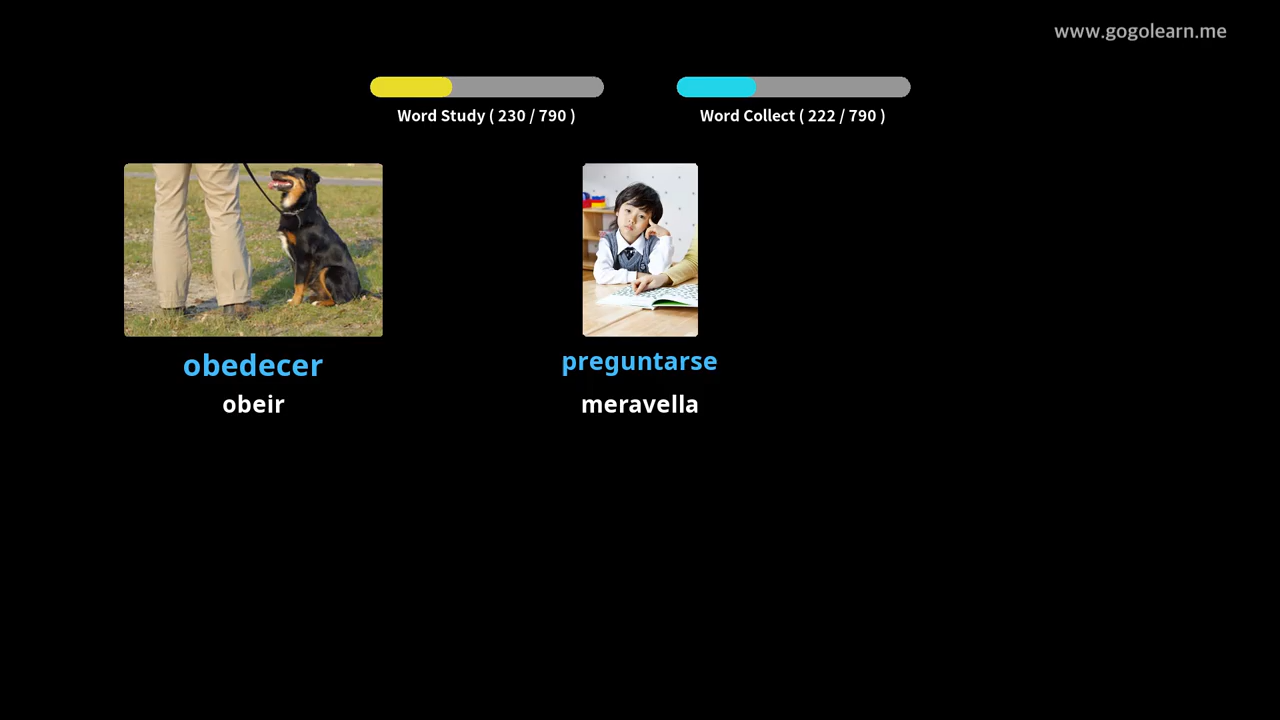 www.gogolearn.me
Word Study ( 230 / 790 )
Word Collect ( 222 / 790 )
obedecer
obeir
preguntarse
meravella